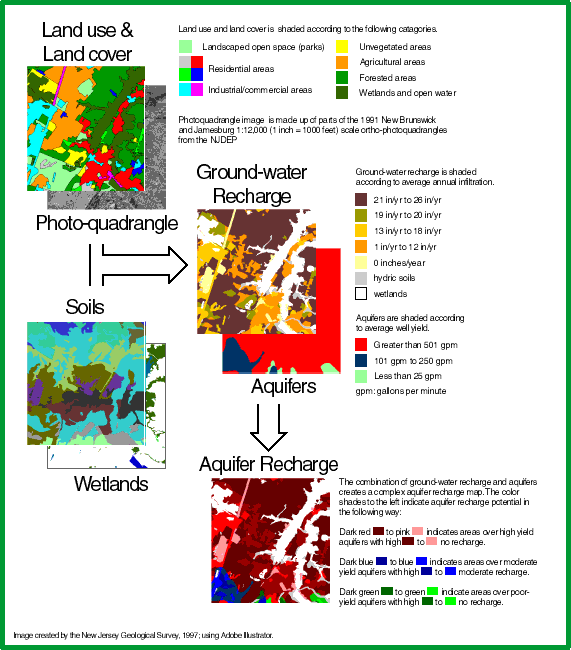 Land use &
Land cover
Land use and land cover is shaded according to the following catagories.
Landscaped open space (parks)
Unvegetated areas
Residential areas
Agricultural areas
Forested areas
Industrial/commercial areas
Wetlands and open water
Photoquadrangle image is made up of parts of the 1991 New Brunswick
and Jamesburg 1:12,000 (1 inch = 1000 feet) scale ortho-photquadrangles
from the NJDEP
Photo-quadrangle
Ground-water
Recharge
Ground-water recharge is shaded
according to average annual infiltration.
21 in/yr to 26 in/yr
19 in/yr to 20 in/yr
13 in/yr to 18 in/yr
1 in/yr to 12 in/yr
0 inches/year
hydric soils
wetlands
Soils
Aquifers are shaded according
to average well yield.
Greater than 501 gpm
101 gpm to 250 gpm
Less than 25 gpm
gpm: gallons per minute
Aquifers
Wetlands
Aquifer Recharge
The combination of ground-water recharge and aquifers
creates a complex aquifer recharge map. The color
shades to the left indicate aquifer recharge potential in
the following way:
Dark red to pink indicates areas over high yield
aquifers with high to no recharge.
Dark blue to blue indicates areas over moderate
yield aquifers with high to moderate recharge.
Dark green to green indicate areas over poor-
yield aquifers with high to no recharge.
Image created by the New Jersey Geological Survey, 1997; using Adobe Illustrator.